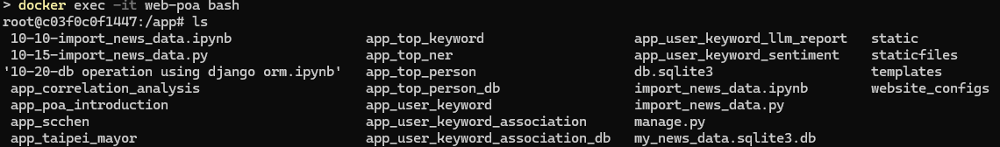 > docker exec -it web-poa bash
root@c03f0c0f1447:/app# ls
10-10-import_news_data.ipynb app_top_keyword app_user_keyword_llm_report static
10-15-import_news_data.py app_top_ner app_user_keyword_sentiment staticfiles
'10-20-db operation using django orm.ipynb' app_top_person db.sqlite3 templates
app_correlation_analysis app_top_person_db import_news_data.ipynb website_configs
app_poa_introduction app_user_keyword import_news_data.py
app_scchen app_user_keyword_association manage.py
app_taipei_mayor app_user_keyword_association_db my_news_data.sqlite3.db